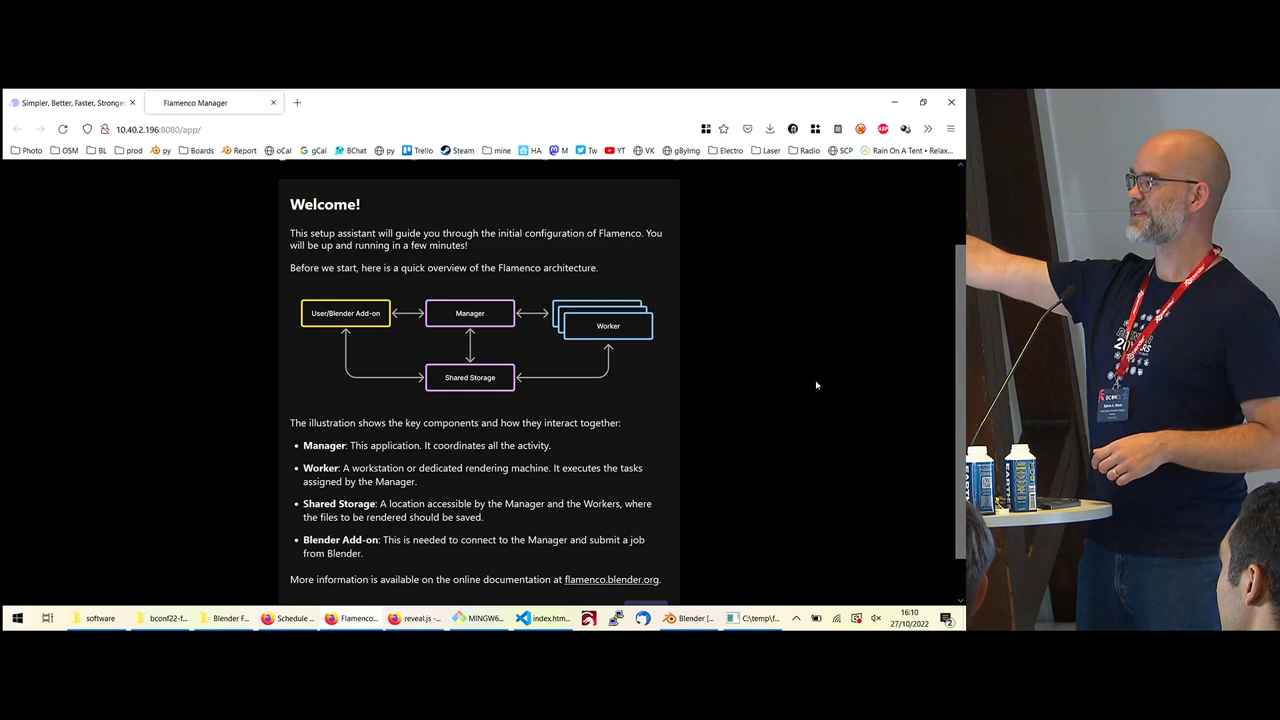 Simpler, Better, Faster, Stronger
Flamenco Manager
10.40.2.196:8080/app/
Photo OSM BL prod py Boards Report oCal gCal BChat py Trello Steam mine HA M Tw YT VK gByImg Electro Laser Radio SCP Rain On A Tent • Relax...
Welcome!
This setup assistant will guide you through the initial configuration of Flamenco. You
will be up and running in a few minutes!
Before we start, here is a quick overview of the Flamenco architecture.
User/Blender Add-on
Manager
Worker
Shared Storage
The illustration shows the key components and how they interact together:
• Manager: This application. It coordinates all the activity.
• Worker: A workstation or dedicated rendering machine. It executes the tasks
assigned by the Manager.
• Shared Storage: A location accessible by the Manager and the Workers, where
the files to be rendered should be saved.
• Blender Add-on: This is needed to connect to the Manager and submit a job
from Blender.
More information is available on the online documentation at flamenco.blender.org.
software bconf22-f... Blender F... Schedule ... Flamenco... reveal.js -... MINGW6... index.htm... Blender [... C:\temp\f...
16:10
27/10/2022
2
ABP
EARTH